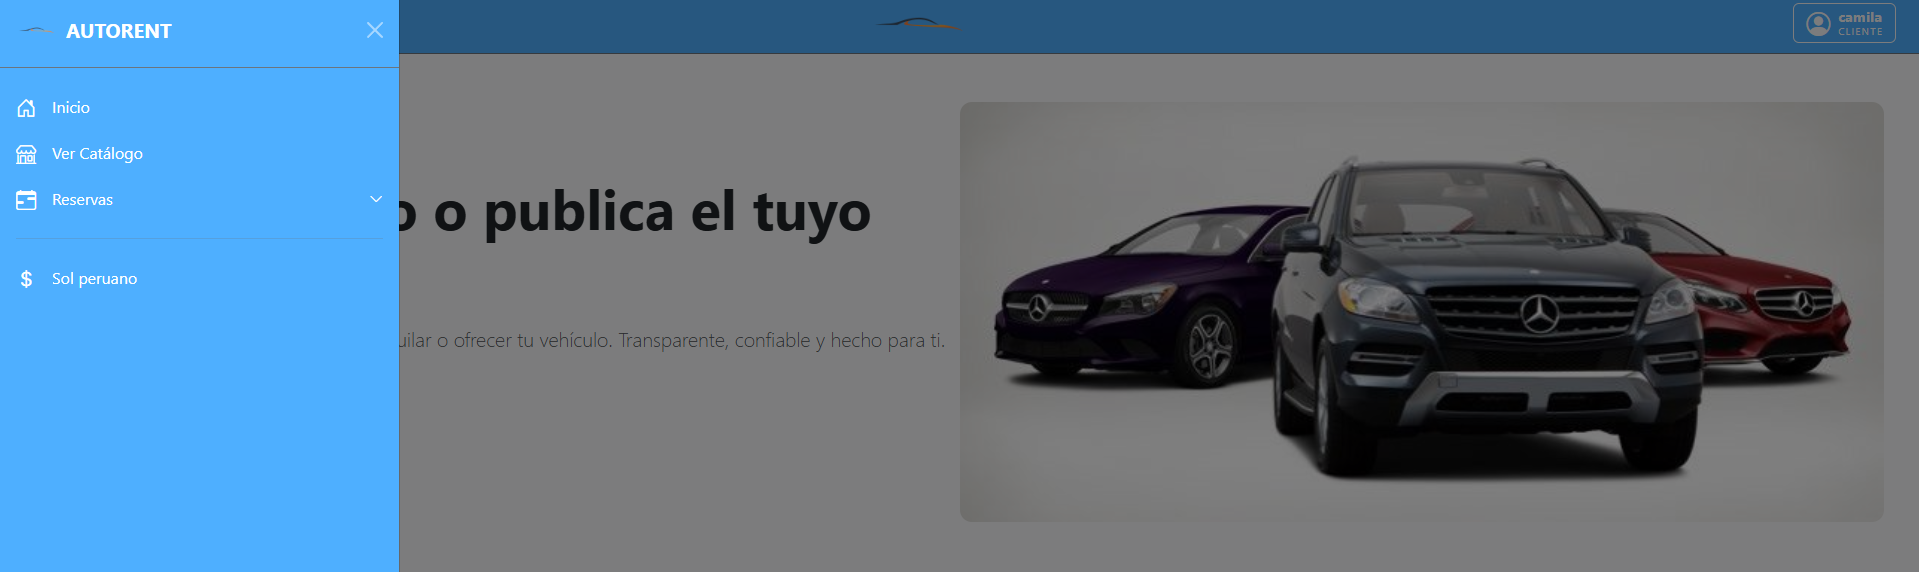 AUTORENT
camila
CLIENTE
Inicio
Ver Catálogo
Reservas
Sol peruano
o publica el tuyo
o ofrecer tu vehículo. Transparente, confiable y hecho para ti.